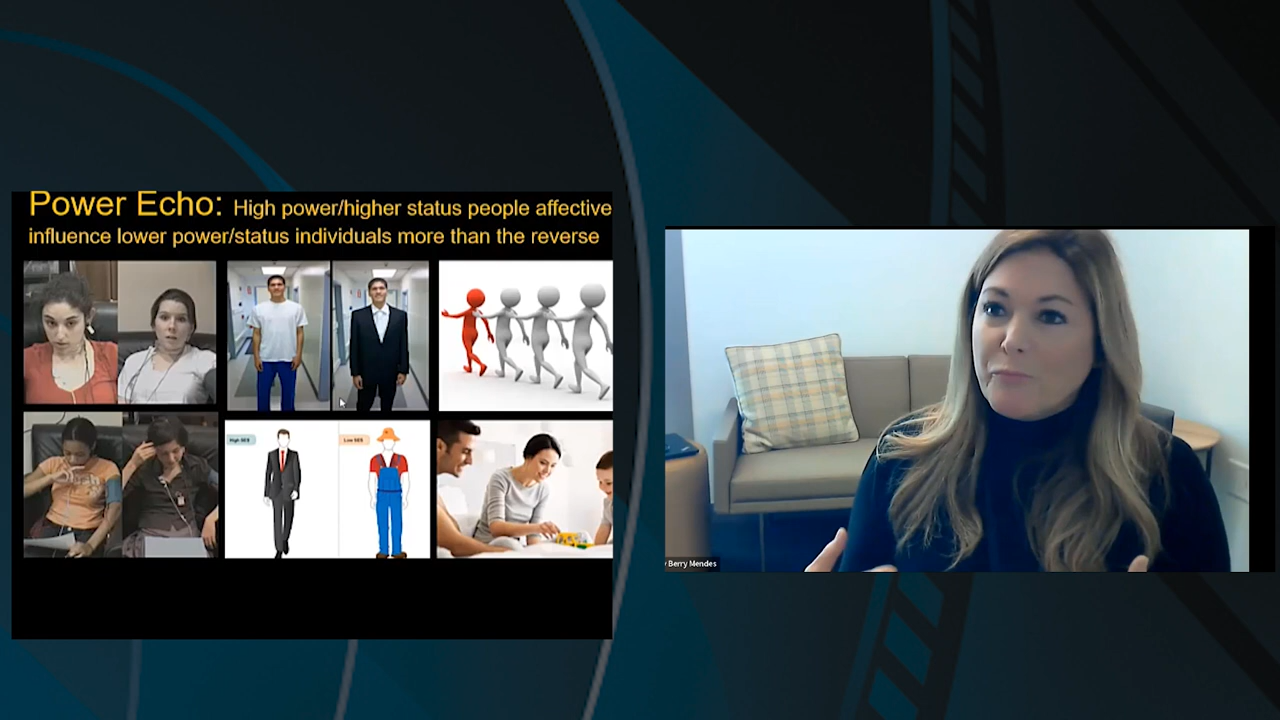 Power Echo: High power/higher status people affective
influence lower power/status individuals more than the reverse
High SES
Low SES
Berry Mendes